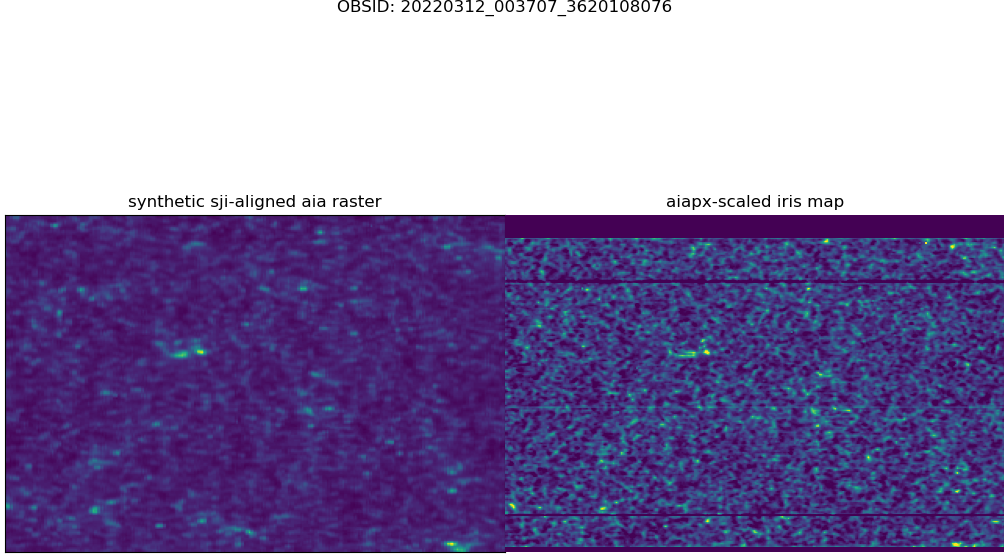 OBSID: 20220312_003707_3620108076
synthetic sji-aligned aia raster
aiapx-scaled iris map